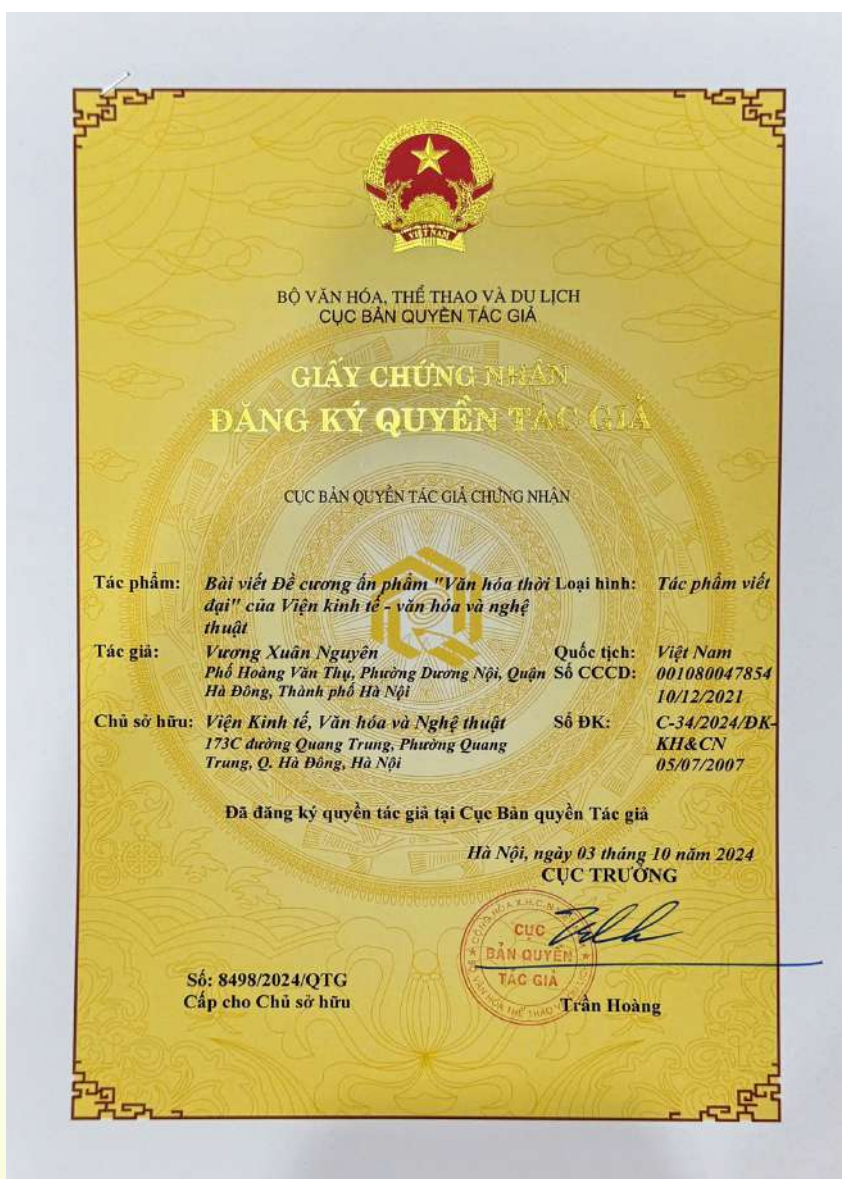 VIỆT NAM
BỘ VĂN HÓA, THỂ THAO VÀ DU LỊCH
CỤC BẢN QUYỀN TÁC GIẢ
GIẤY CHỨNG NHẬN
ĐĂNG KÝ QUYỀN TÁC GIẢ
CỤC BẢN QUYỀN TÁC GIẢ CHỨNG NHẬN
Tác phẩm: Bài viết Đề cương ấn phẩm "Văn hóa thời Loại hình: Tác phẩm viết
đại" của Viện kinh tế - văn hóa và nghệ
thuật
Tác giả: Vương Xuân Nguyên Quốc tịch: Việt Nam
Phố Hoàng Văn Thụ, Phường Dương Nội, Quận Số CCCD: 001080047854
Hà Đông, Thành phố Hà Nội 10/12/2021
Chủ sở hữu: Viện Kinh tế, Văn hóa và Nghệ thuật Số ĐK: C-34/2024/ĐK-
173C đường Quang Trung, Phường Quang KH&CN
Trung, Q. Hà Đông, Hà Nội 05/07/2007
Đã đăng ký quyền tác giả tại Cục Bản quyền Tác giả
Hà Nội, ngày 03 tháng 10 năm 2024
CỤC TRƯỞNG
CỤC
BẢN QUYỀN
TÁC GIẢ
Số: 8498/2024/QTG
Cấp cho Chủ sở hữu
Trần Hoàng